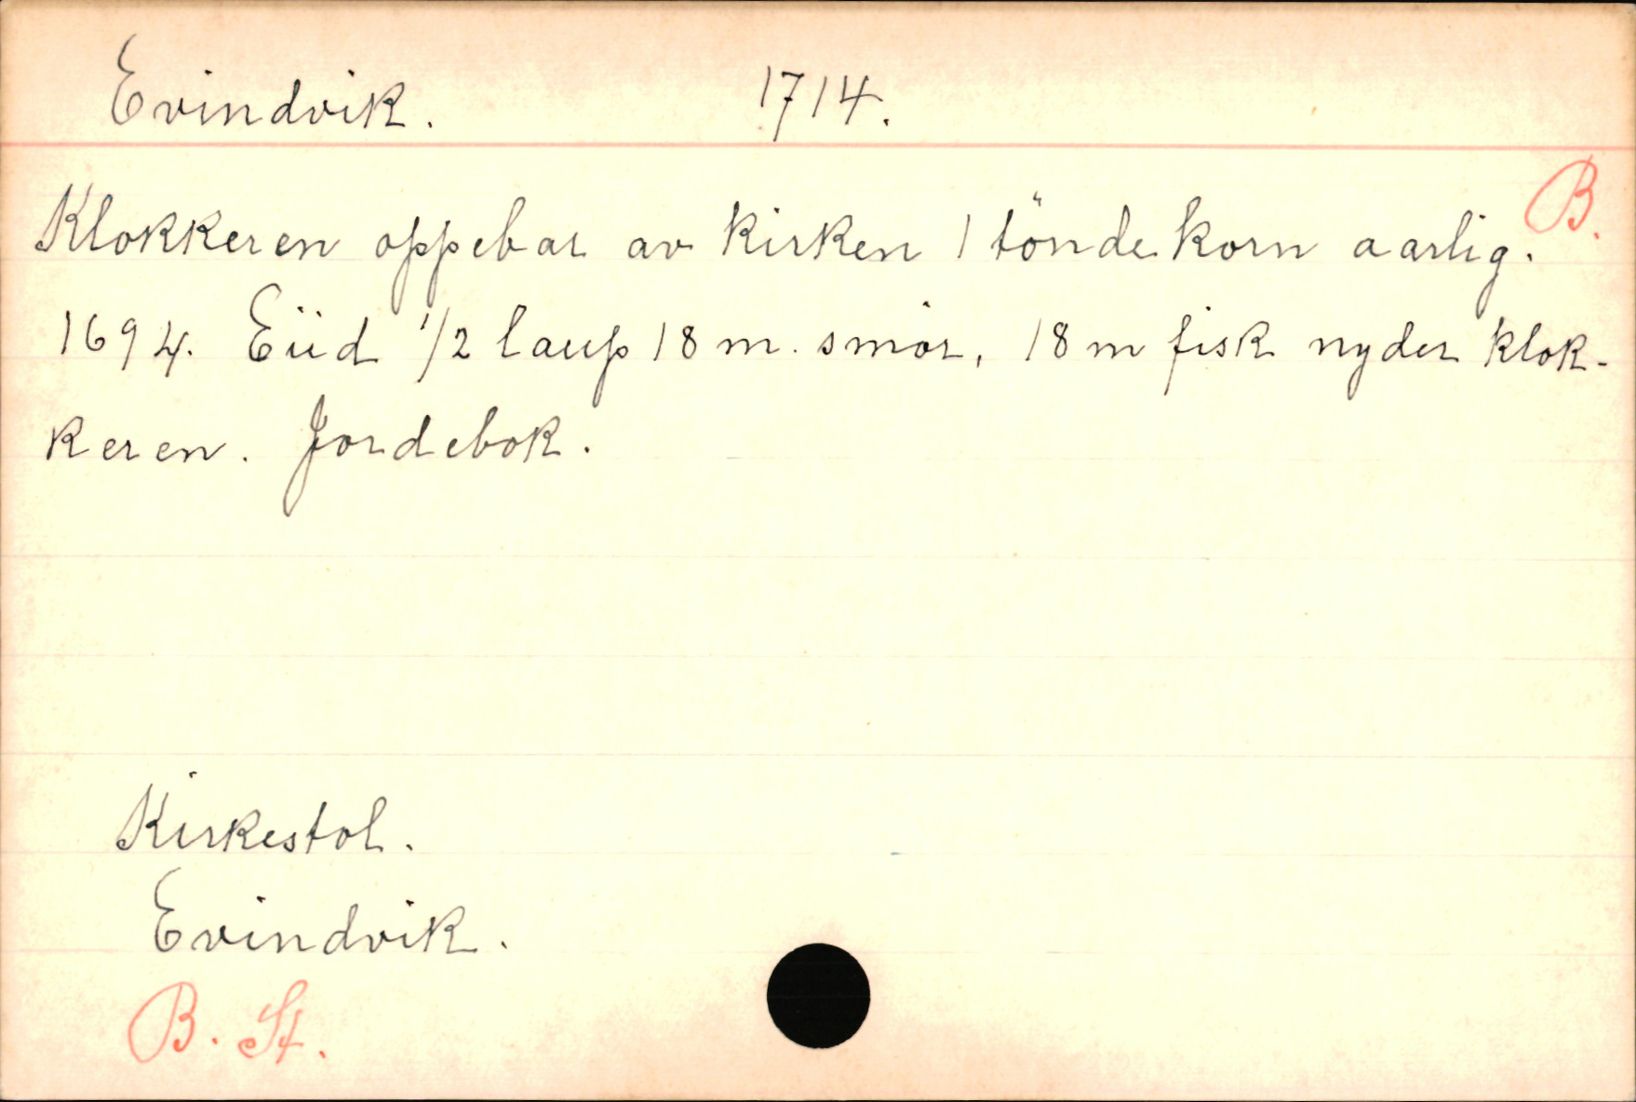 Evindvik. 1714.
B.
Klokkeren oppebar av kirken 1 tönde korn aarlig.
1694. Eiid 1/2 laup 18 m. smör, 18 m fisk nyder klok-
keren. Jordebok.
Kirkestol.
Evindvik.
B. St.